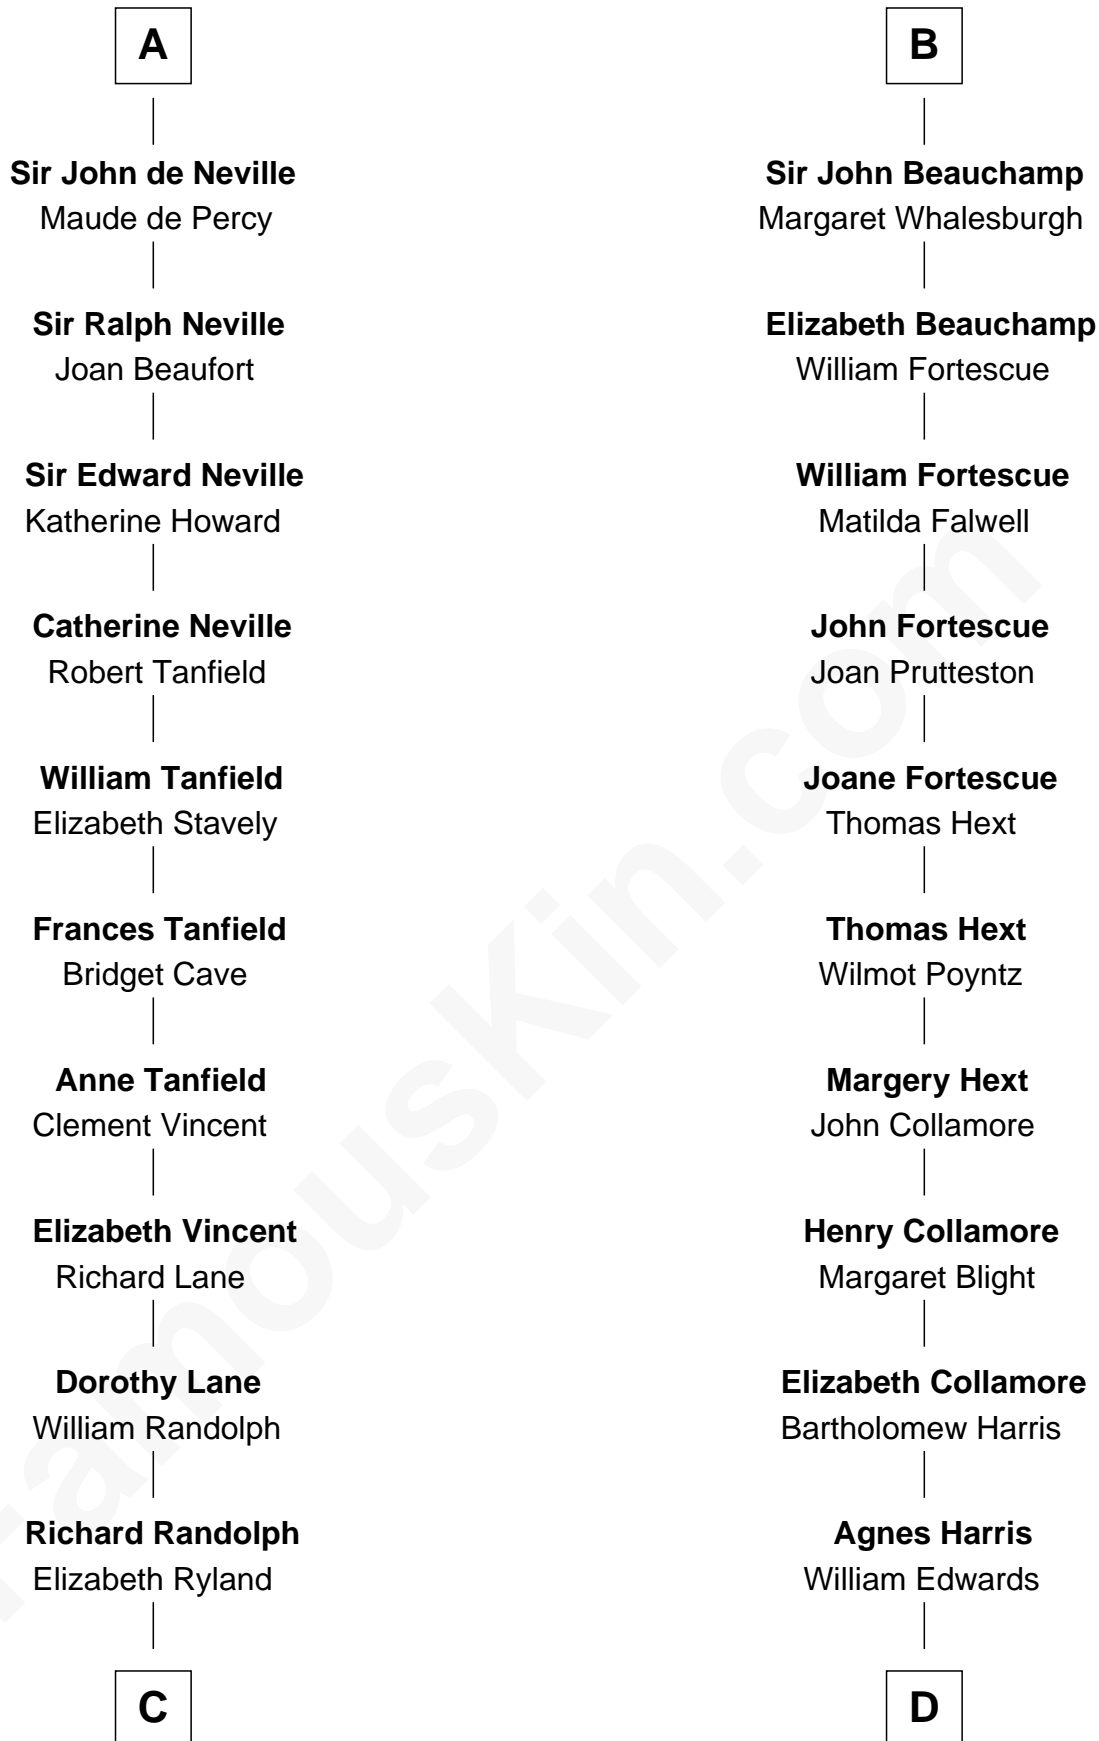 A
Sir John de Neville
Maude de Percy
Sir Ralph Neville
Joan Beaufort
Sir Edward Neville
Katherine Howard
Catherine Neville
Robert Tanfield
William Tanfield
Elizabeth Stavely
Frances Tanfield
Bridget Cave
Anne Tanfield
Clement Vincent
Elizabeth Vincent
Richard Lane
Dorothy Lane
William Randolph
Richard Randolph
Elizabeth Ryland
C
B
Sir John Beauchamp
Margaret Whalesburgh
Elizabeth Beauchamp
William Fortescue
William Fortescue
Matilda Falwell
John Fortescue
Joan Prutteston
Joane Fortescue
Thomas Hext
Thomas Hext
Wilmot Poyntz
Margery Hext
John Collamore
Henry Collamore
Margaret Blight
Elizabeth Collamore
Bartholomew Harris
Agnes Harris
William Edwards
D
FamousKin.com